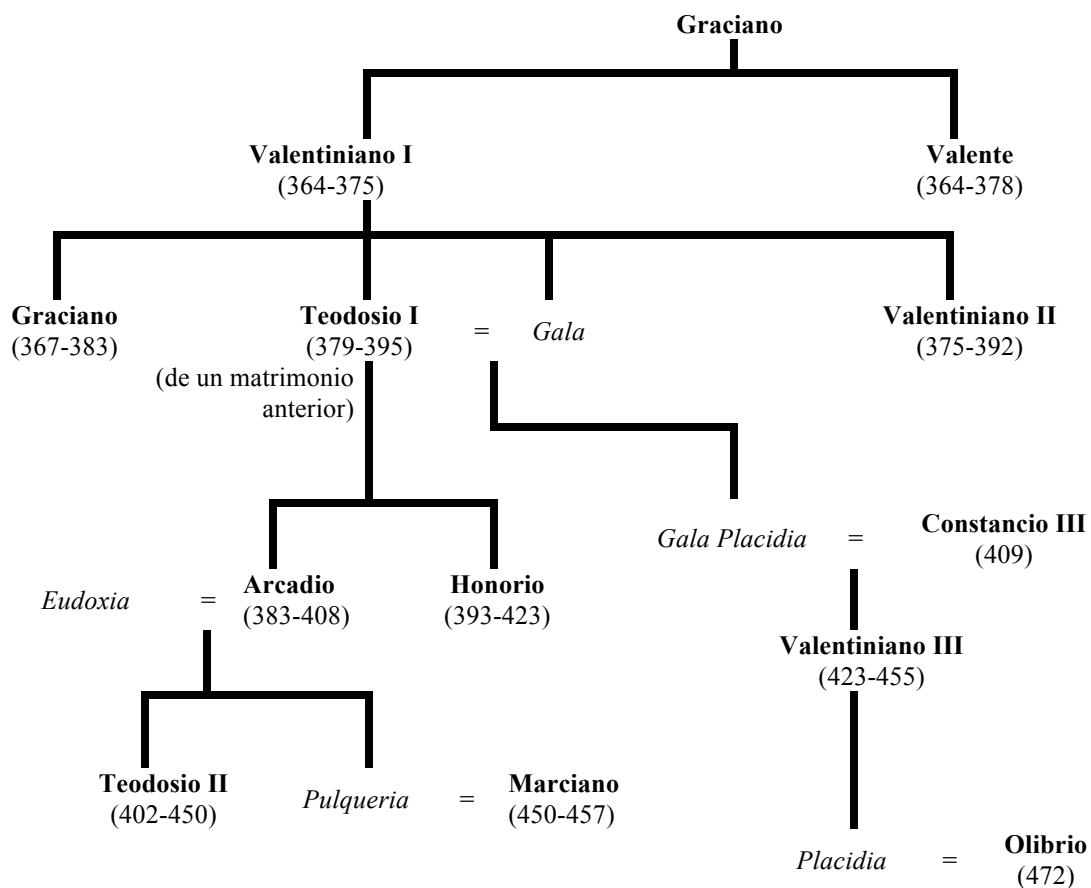 Graciano
Valentiniano I
(364-375)
Valente
(364-378)
Graciano
(367-383)
Teodosio I
(379-395)
(de un matrimonio
anterior)
=
Gala
Valentiniano II
(375-392)
Eudoxia
=
Arcadio
(383-408)
Honorio
(393-423)
Gala Placidia
=
Constancio III
(409)
Valentiniano III
(423-455)
Teodosio II
(402-450)
Pulqueria
=
Marciano
(450-457)
Placidia
=
Olibrio
(472)